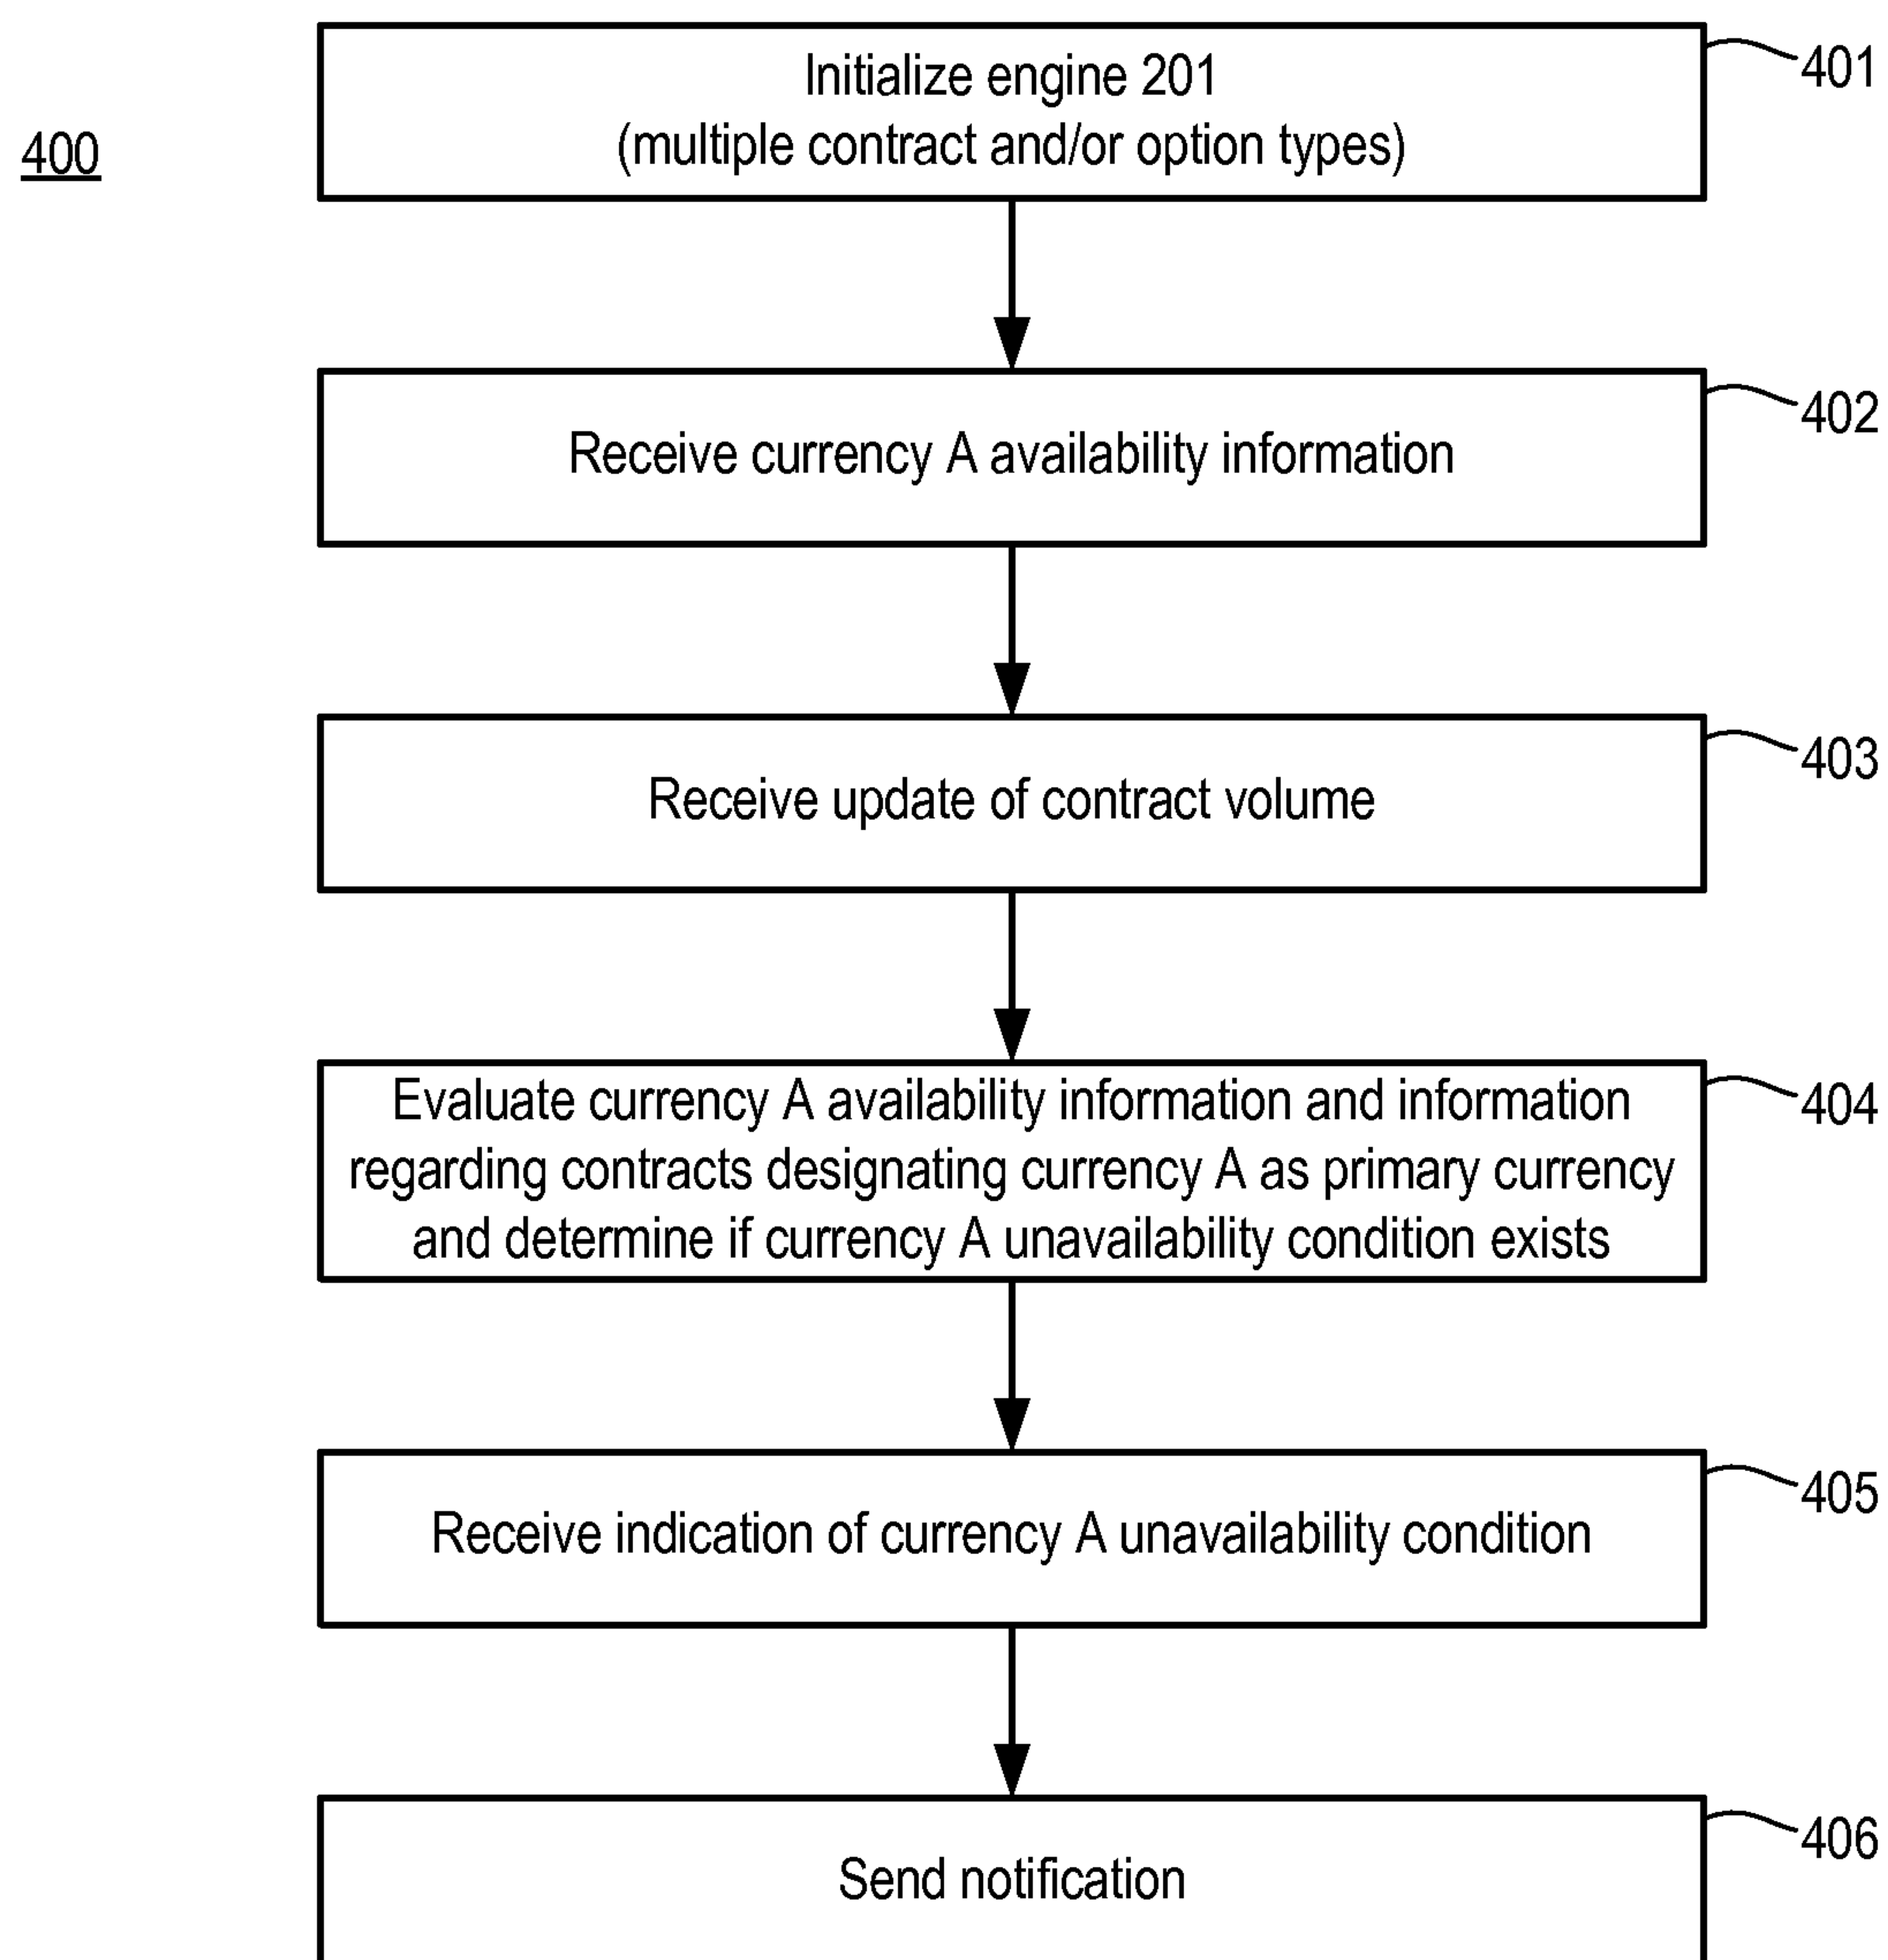 400
Initialize engine 201
(multiple contract and/or option types)
401
Receive currency A availability information
402
Receive update of contract volume
403
Evaluate currency A availability information and information
regarding contracts designating currency A as primary currency
and determine if currency A unavailability condition exists
404
Receive indication of currency A unavailability condition
405
Send notification
406